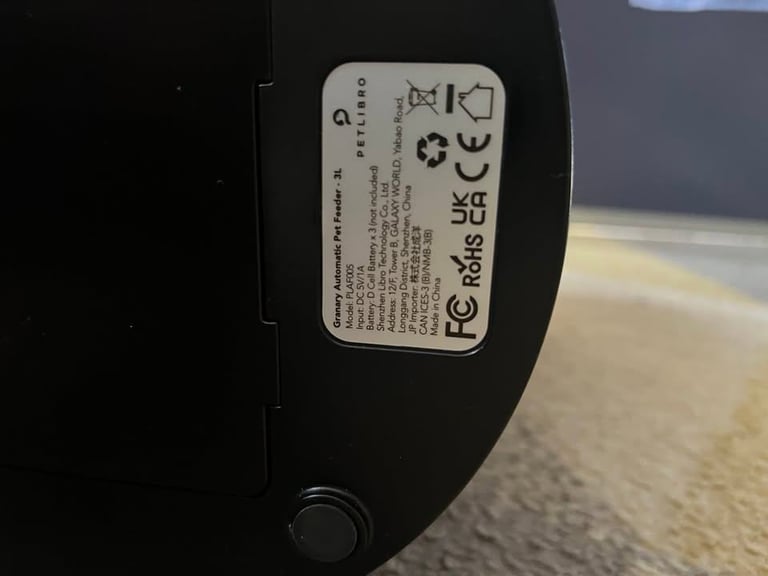 PETLIBRO
Granary Automatic Pet Feeder - 3L
Model: PLAF005
Input: DC 5V/1A
Battery: D Cell Battery x 3 (not included)
Shenzhen Libro Technology Co., Ltd.
Address: 12/F, Tower B, GALAXY WORLD, Yabao Road,
Longgang District, Shenzhen, China
JP Importer: 株式会社成洋
CAN ICES-3 (B)/NMB-3(B)
Made in China
FC RoHS UK CA CE